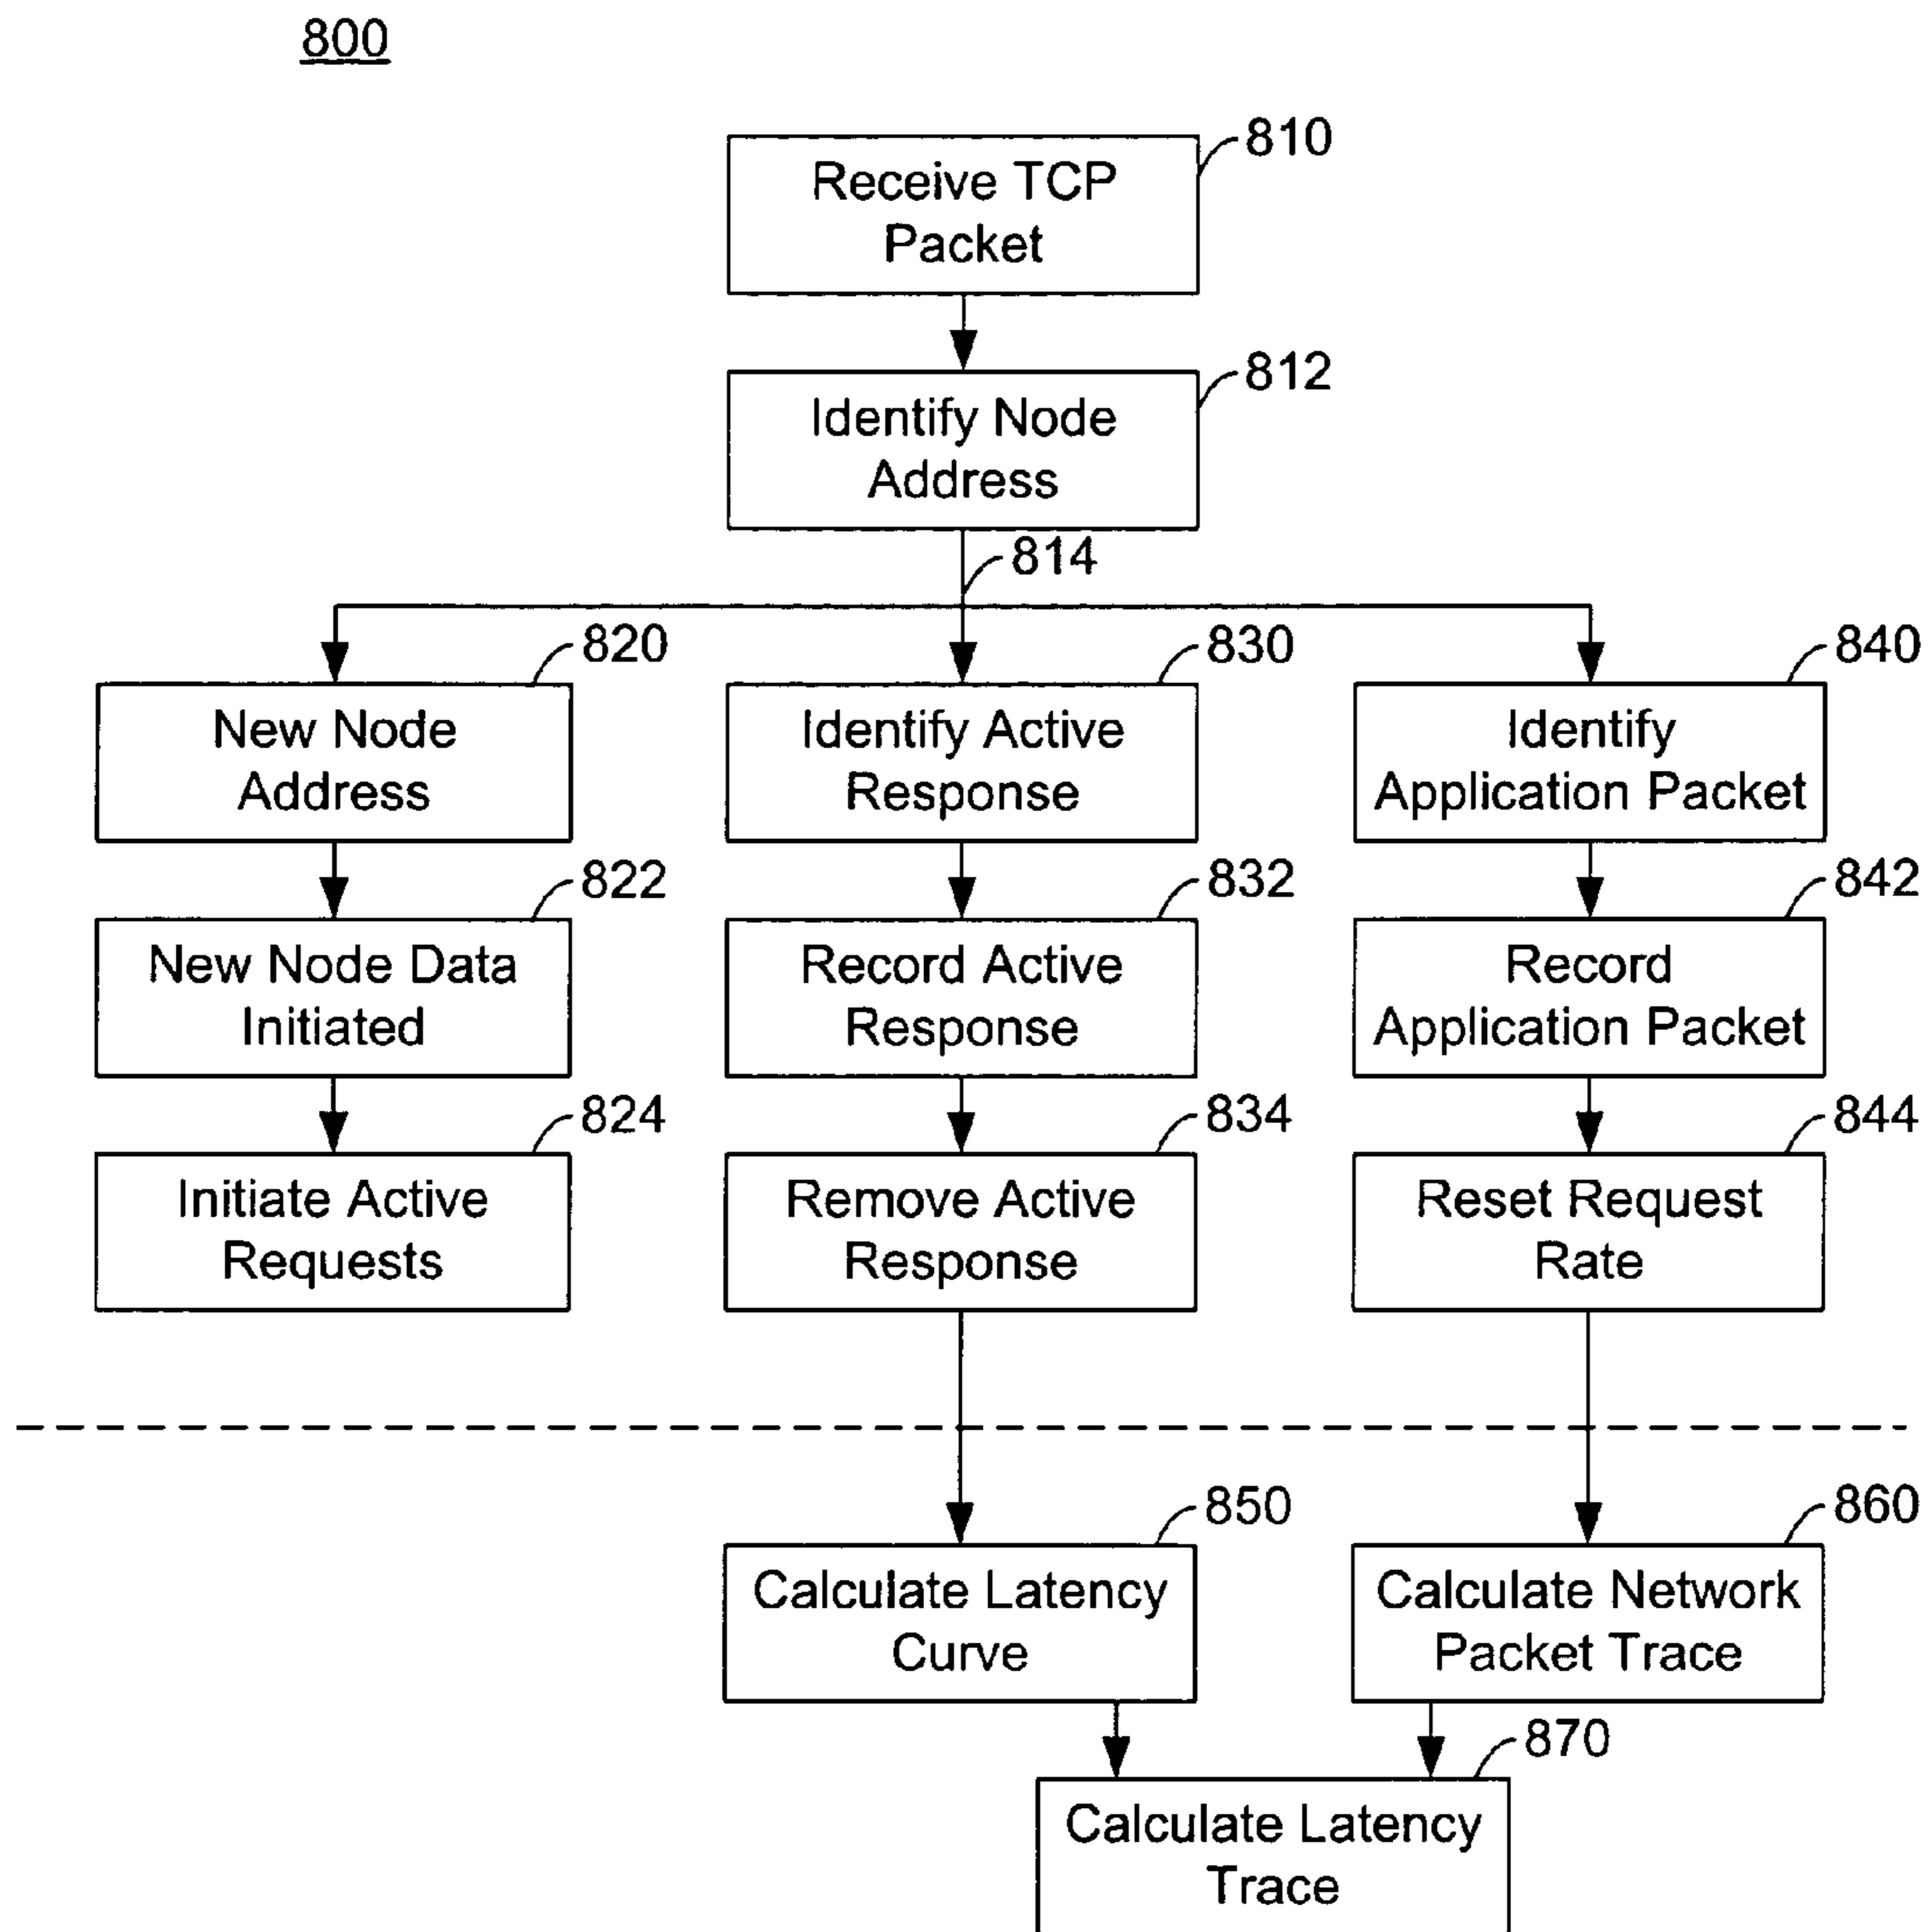 800
810
Receive TCP
Packet
812
Identify Node
Address
814
820
New Node
Address
830
Identify Active
Response
840
Identify
Application Packet
822
New Node Data
Initiated
832
Record Active
Response
842
Record
Application Packet
824
Initiate Active
Requests
834
Remove Active
Response
844
Reset Request
Rate
850
Calculate Latency
Curve
860
Calculate Network
Packet Trace
870
Calculate Latency
Trace